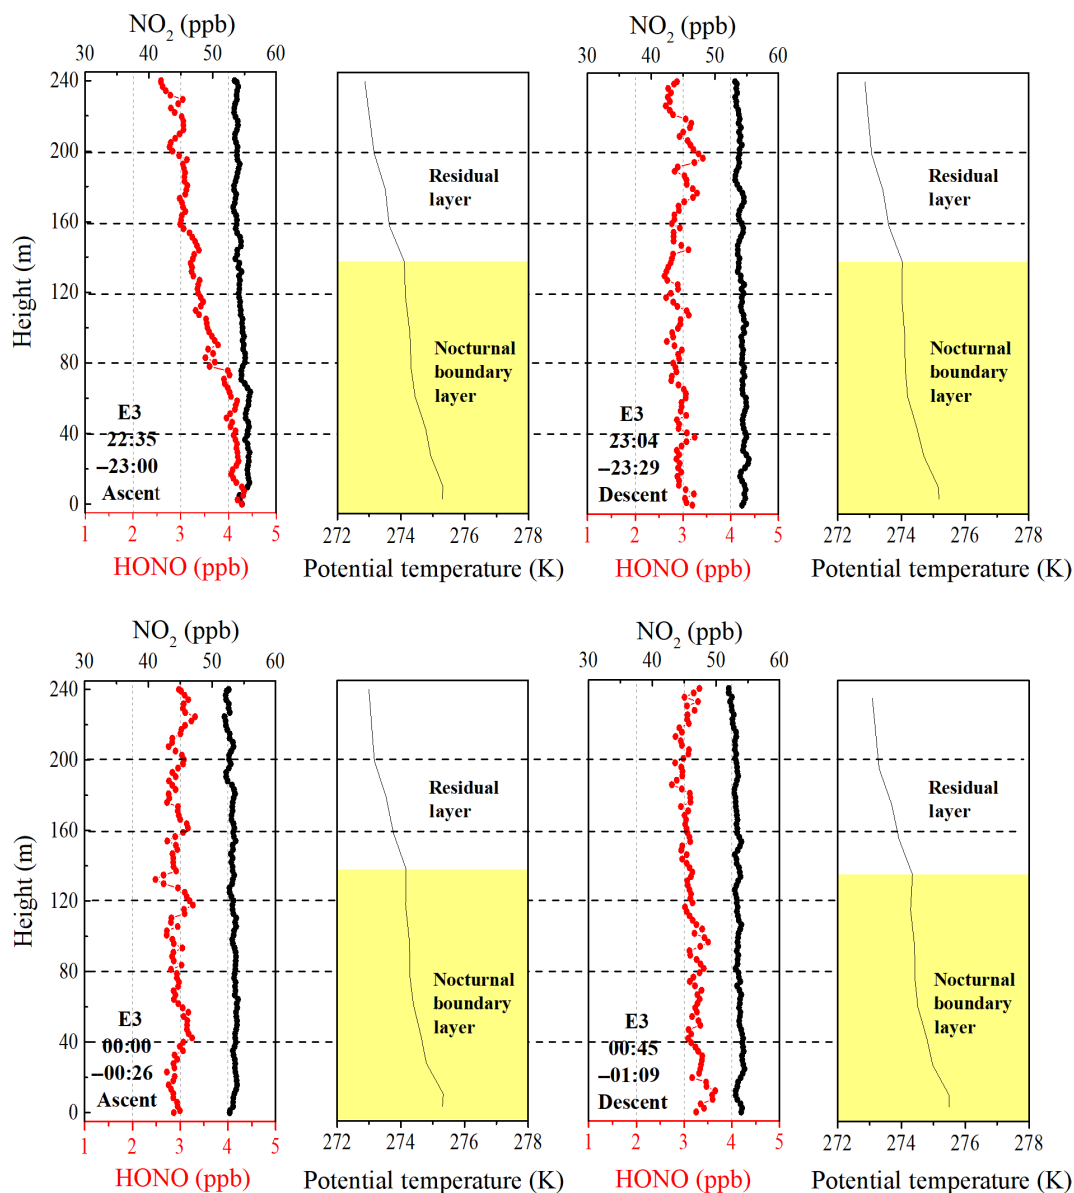 NO2 (ppb)
NO2 (ppb)
30 40 50 60
30 40 50 60
240
200
160
120
80
40
0
Height (m)
Residual
layer
Nocturnal
boundary
layer
E3
22:35
–23:00
Ascent
1 2 3 4 5
HONO (ppb)
272 274 276 278
Potential temperature (K)
Residual
layer
Nocturnal
boundary
layer
E3
23:04
–23:29
Descent
1 2 3 4 5
HONO (ppb)
272 274 276 278
Potential temperature (K)
NO2 (ppb)
NO2 (ppb)
30 40 50 60
30 40 50 60
240
200
160
120
80
40
0
Height (m)
Residual
layer
Nocturnal
boundary
layer
E3
00:00
–00:26
Ascent
1 2 3 4 5
HONO (ppb)
272 274 276 278
Potential temperature (K)
Residual
layer
Nocturnal
boundary
layer
E3
00:45
–01:09
Descent
1 2 3 4 5
HONO (ppb)
272 274 276 278
Potential temperature (K)